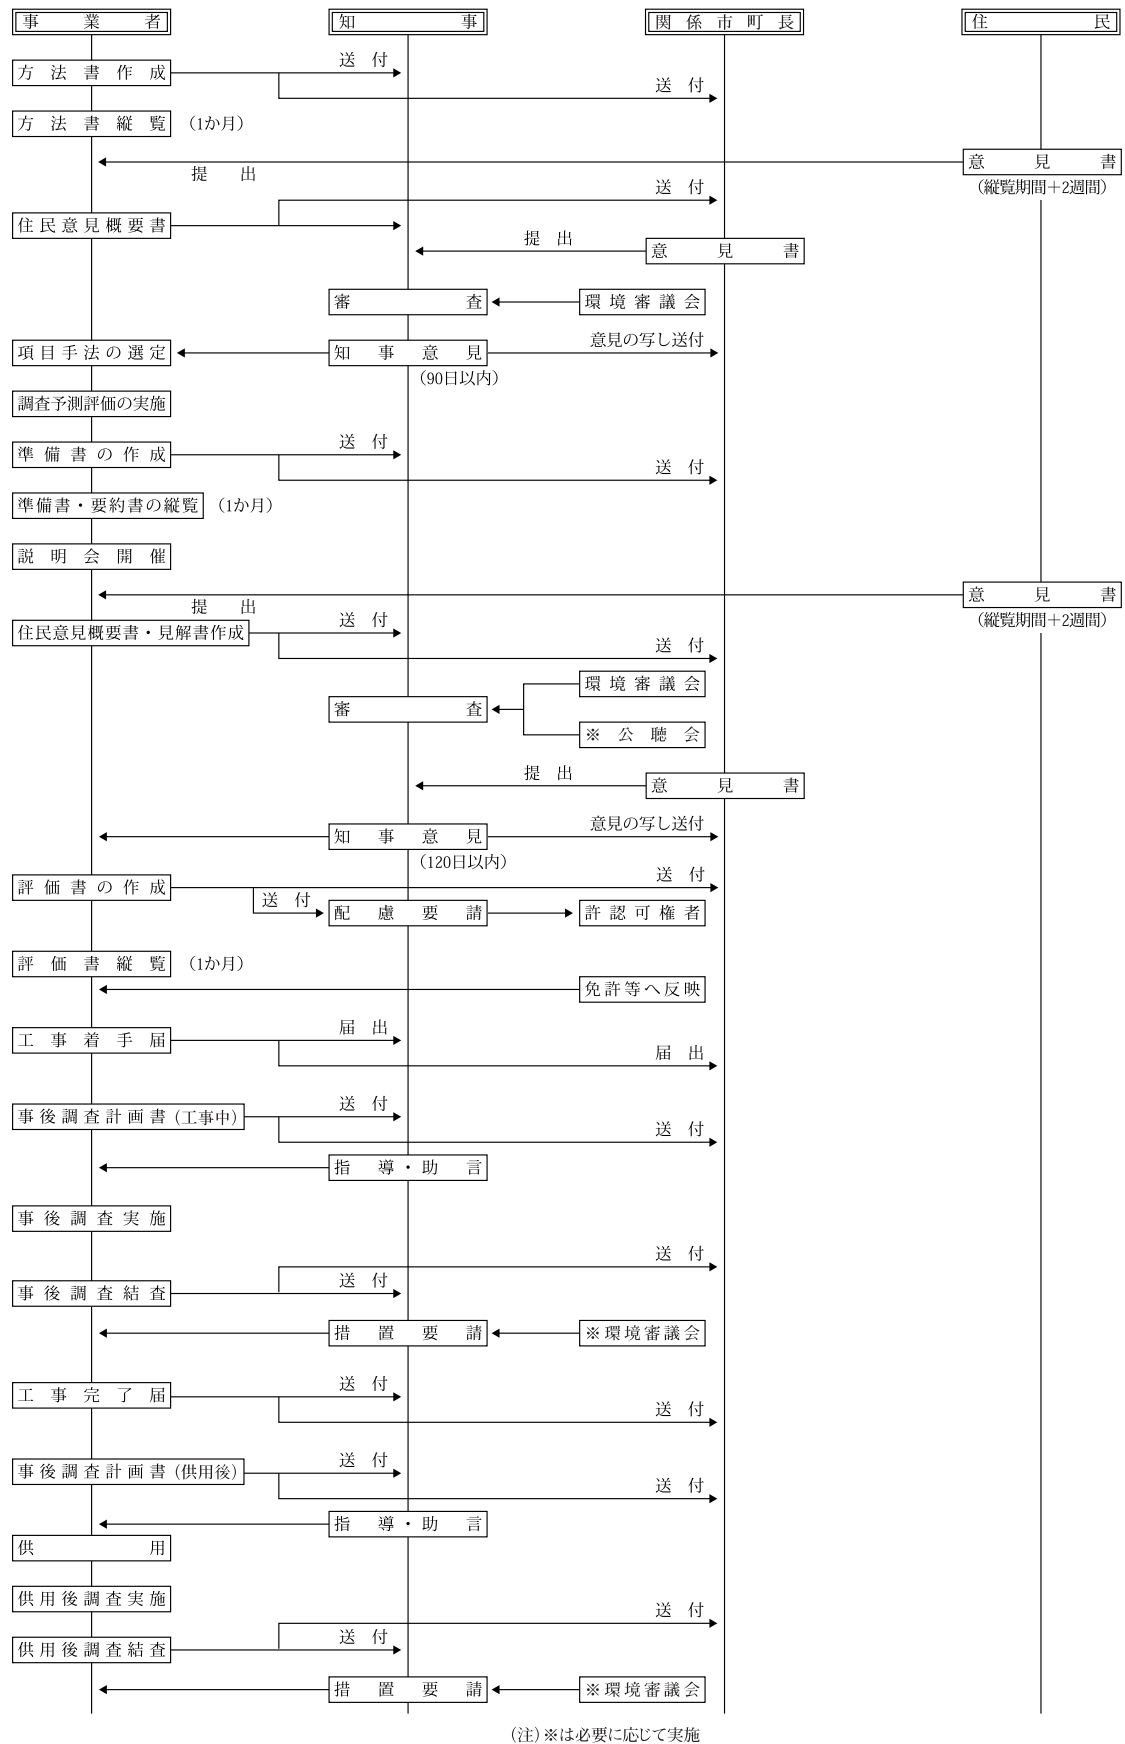 事業者　知事　関係市町長　住民
送付
方法書作成
送付
方法書縦覧 （1か月）
意見書
提出
送付
（縦覧期間＋2週間）
住民意見概要書
提出
意見書
審査　環境審議会
意見の写し送付
項目手法の選定　知事意見
（90日以内）
調査予測評価の実施
送付
準備書の作成
送付
準備書・要約書の縦覧 （1か月）
説明会開催
意見書
提出
送付
（縦覧期間＋2週間）
住民意見概要書・見解書作成
送付
環境審議会
審査
※公聴会
提出
意見書
意見の写し送付
知事意見
（120日以内）
送付
評価書の作成
送付
配慮要請　許認可権者
評価書縦覧 （1か月）
免許等へ反映
届出
工事着手届
届出
送付
事後調査計画書（工事中）
送付
指導・助言
事後調査実施
送付
送付
事後調査結査
措置要請　※環境審議会
送付
工事完了届
送付
送付
事後調査計画書（供用後）
送付
指導・助言
供用
供用後調査実施
送付
送付
供用後調査結査
措置要請　※環境審議会
（注）※は必要に応じて実施